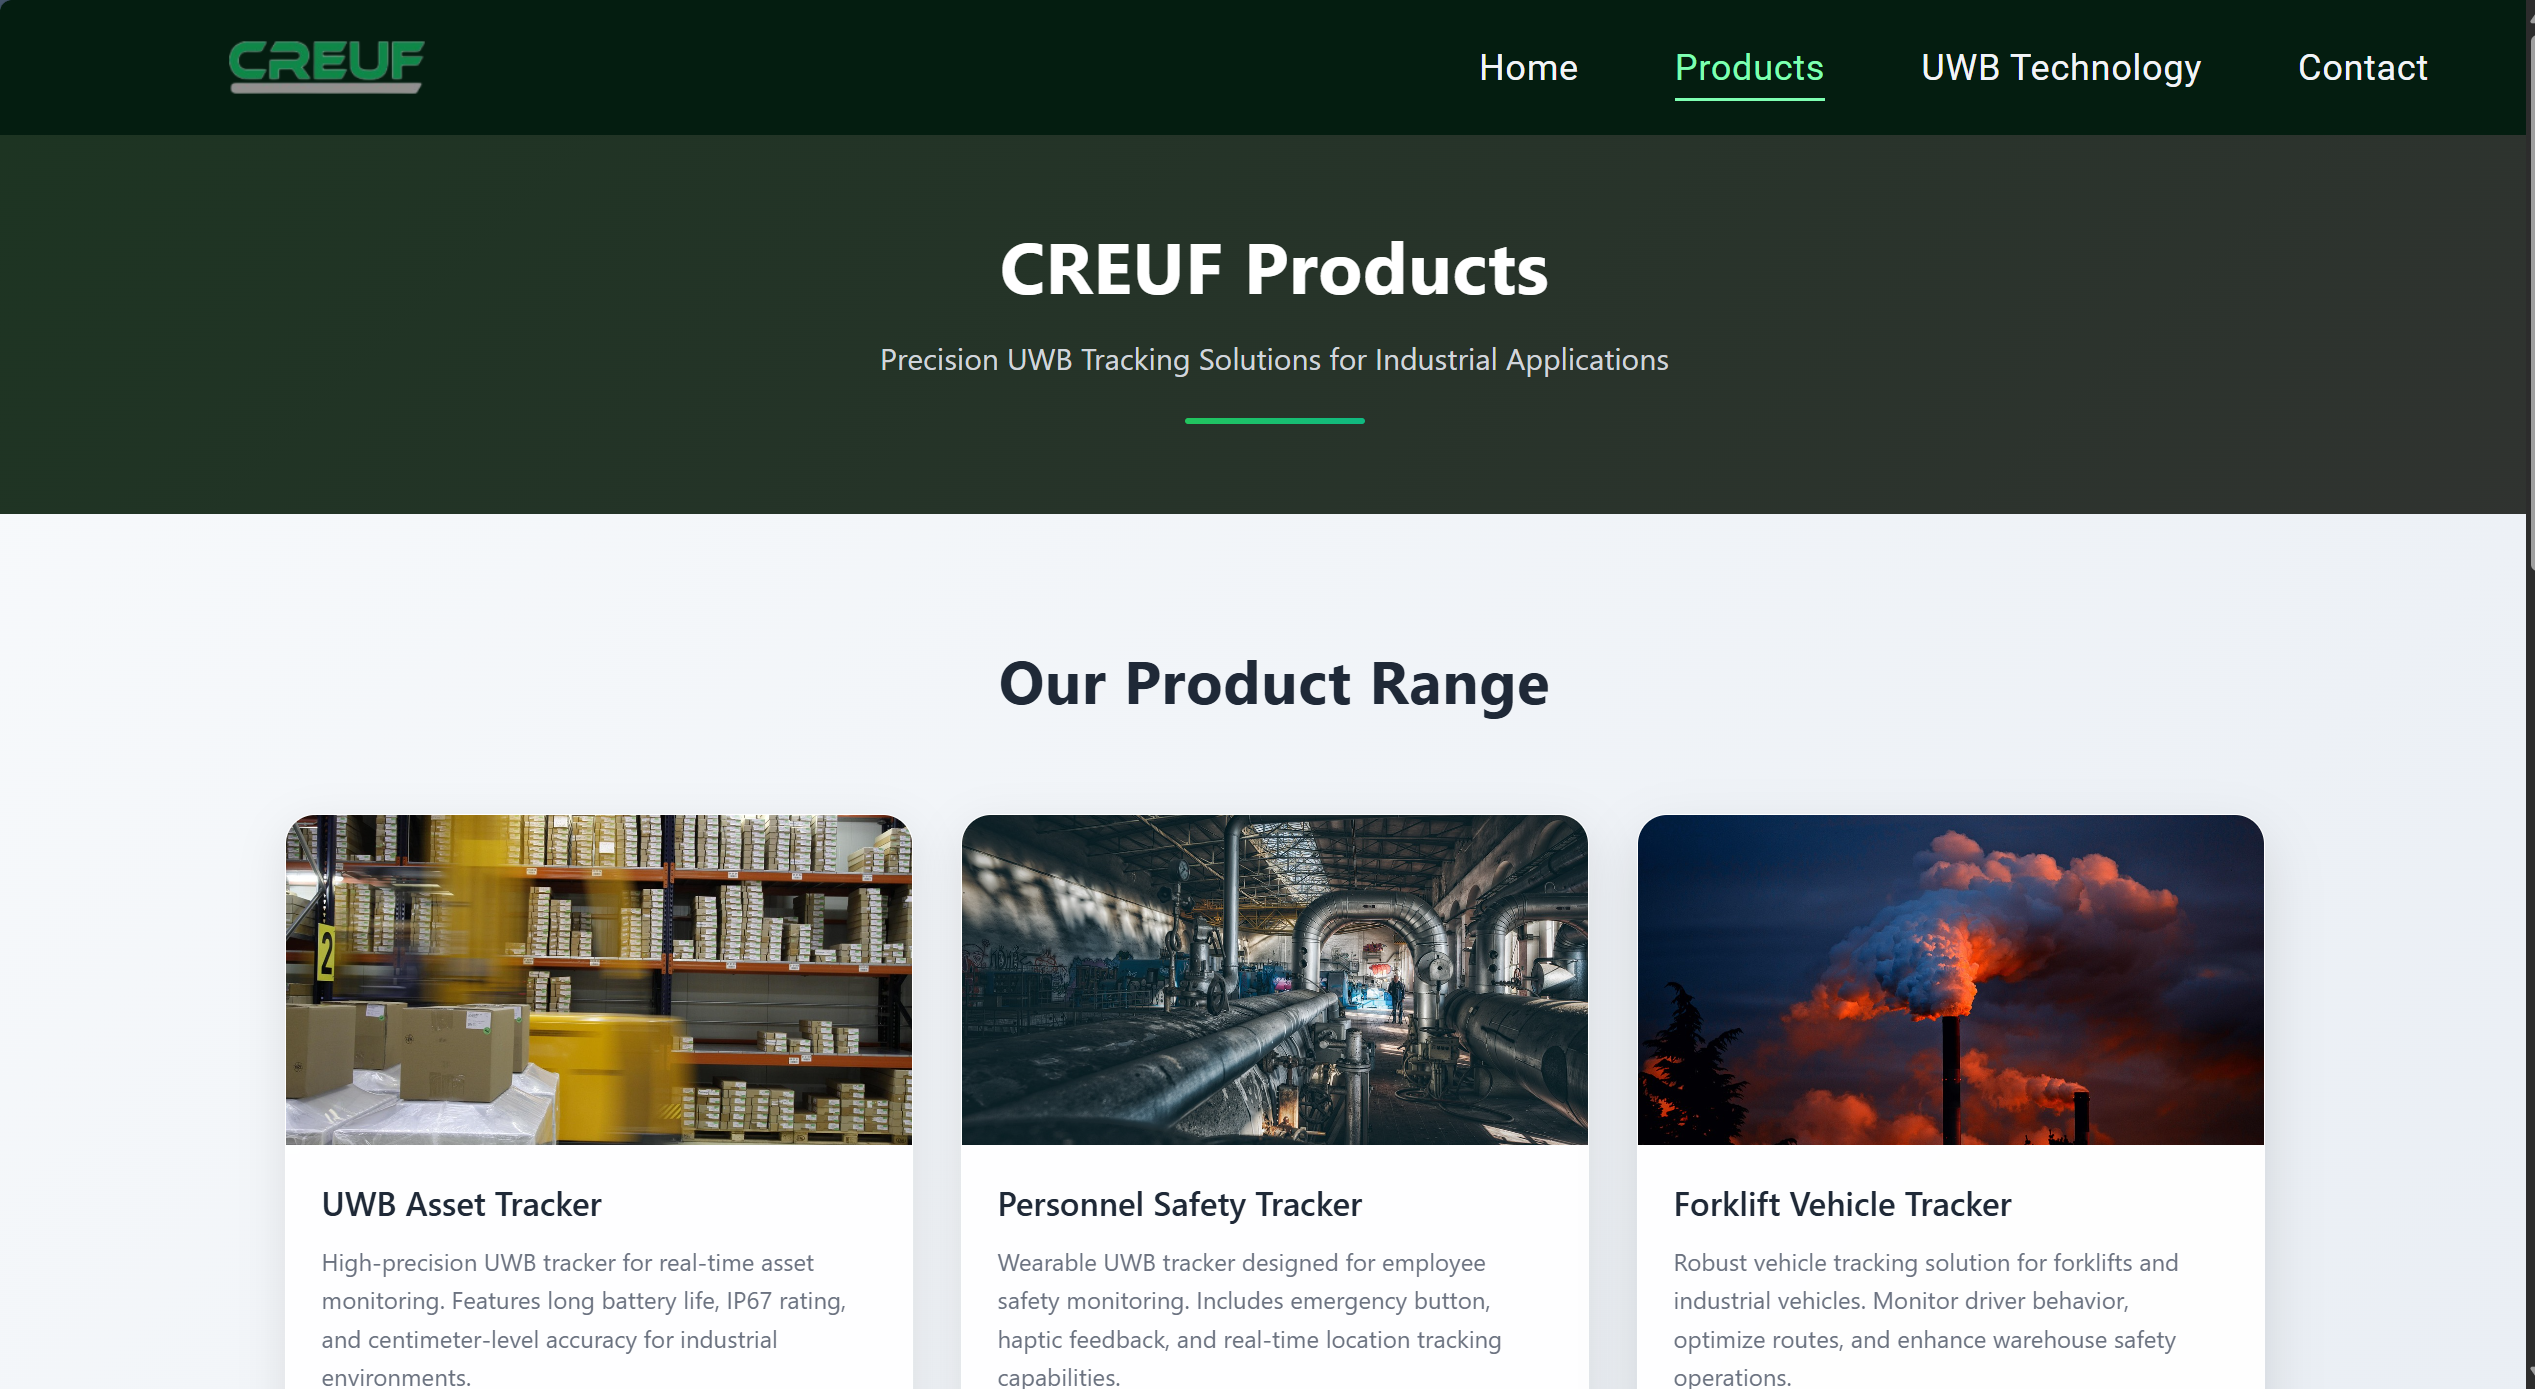 CREUF
Home
Products
UWB Technology
Contact
CREUF Products
Precision UWB Tracking Solutions for Industrial Applications
Our Product Range
2
UWB Asset Tracker
High-precision UWB tracker for real-time asset
monitoring. Features long battery life, IP67 rating,
and centimeter-level accuracy for industrial
environments.
Personnel Safety Tracker
Wearable UWB tracker designed for employee
safety monitoring. Includes emergency button,
haptic feedback, and real-time location tracking
capabilities.
Forklift Vehicle Tracker
Robust vehicle tracking solution for forklifts and
industrial vehicles. Monitor driver behavior,
optimize routes, and enhance warehouse safety
operations.